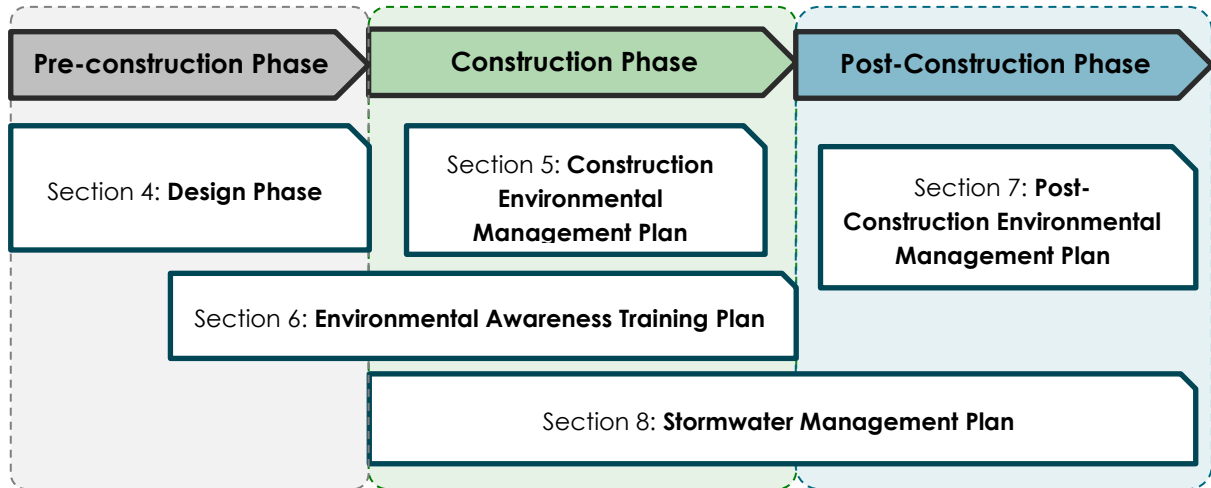 Pre-construction Phase
Construction Phase
Post-Construction Phase
Section 4: Design Phase
Section 5: Construction
Environmental
Management Plan
Section 7: Post-
Construction Environmental
Management Plan
Section 6: Environmental Awareness Training Plan
Section 8: Stormwater Management Plan